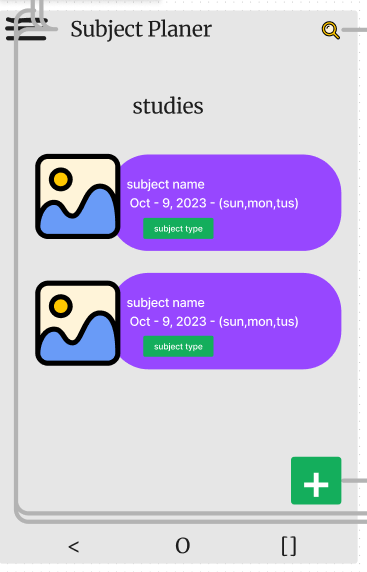 Subject Planer
studies
subject name
Oct - 9, 2023 - (sun,mon,tus)
subject type
subject name
Oct - 9, 2023 - (sun,mon,tus)
subject type
+
< O []